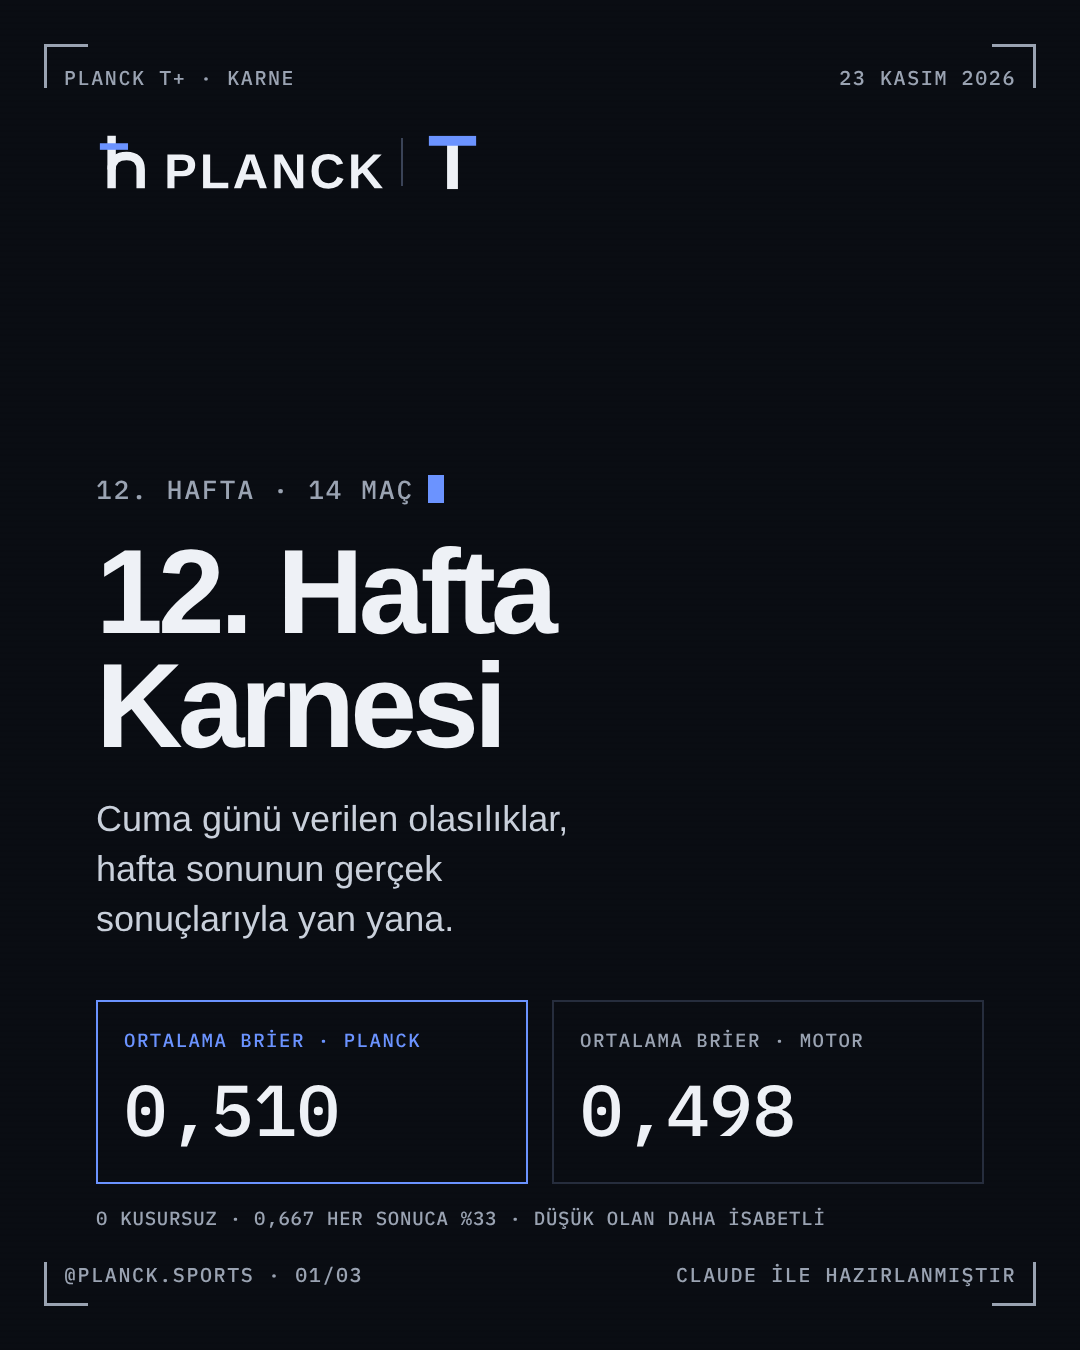 PLANCK T+ · KARNE
23 KASIM 2026
ħ PLANCK T
12. HAFTA · 14 MAÇ
12. Hafta
Karnesi
Cuma günü verilen olasılıklar,
hafta sonunun gerçek
sonuçlarıyla yan yana.
ORTALAMA BRİER · PLANCK
0,510
ORTALAMA BRİER · MOTOR
0,498
0 KUSURSUZ · 0,667 HER SONUCA %33 · DÜŞÜK OLAN DAHA İSABETLİ
@PLANCK.SPORTS · 01/03
CLAUDE İLE HAZIRLANMIŞTIR